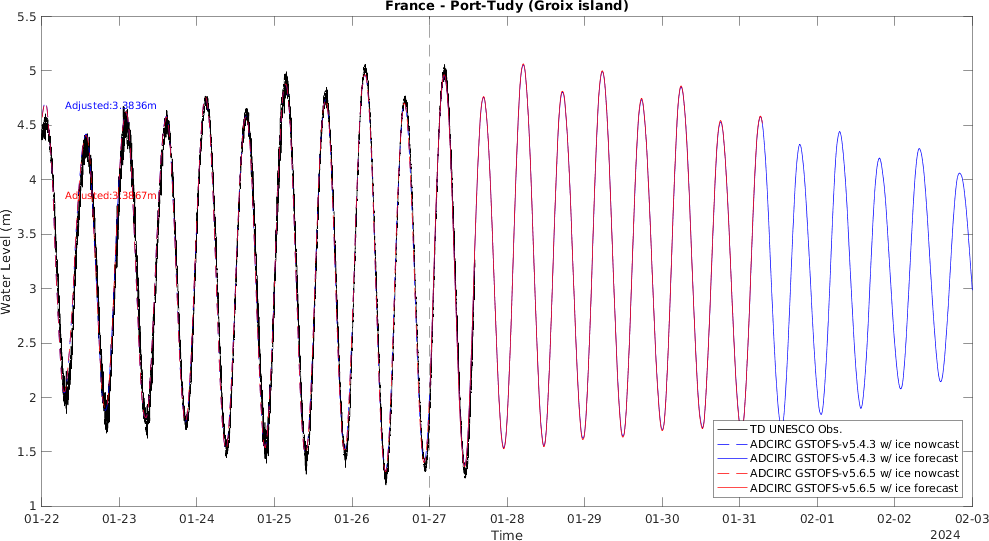 France - Port-Tudy (Groix island)
5.5
5
4.5
4
3.5
3
2.5
2
1.5
1
Water Level (m)
Adjusted:3.3836m
Adjusted:3.3867m
TD UNESCO Obs.
ADCIRC GSTOFS-v5.4.3 w/ ice nowcast
ADCIRC GSTOFS-v5.4.3 w/ ice forecast
ADCIRC GSTOFS-v5.6.5 w/ ice nowcast
ADCIRC GSTOFS-v5.6.5 w/ ice forecast
01-22 01-23 01-24 01-25 01-26 01-27 01-28 01-29 01-30 01-31 02-01 02-02 02-03
Time
2024